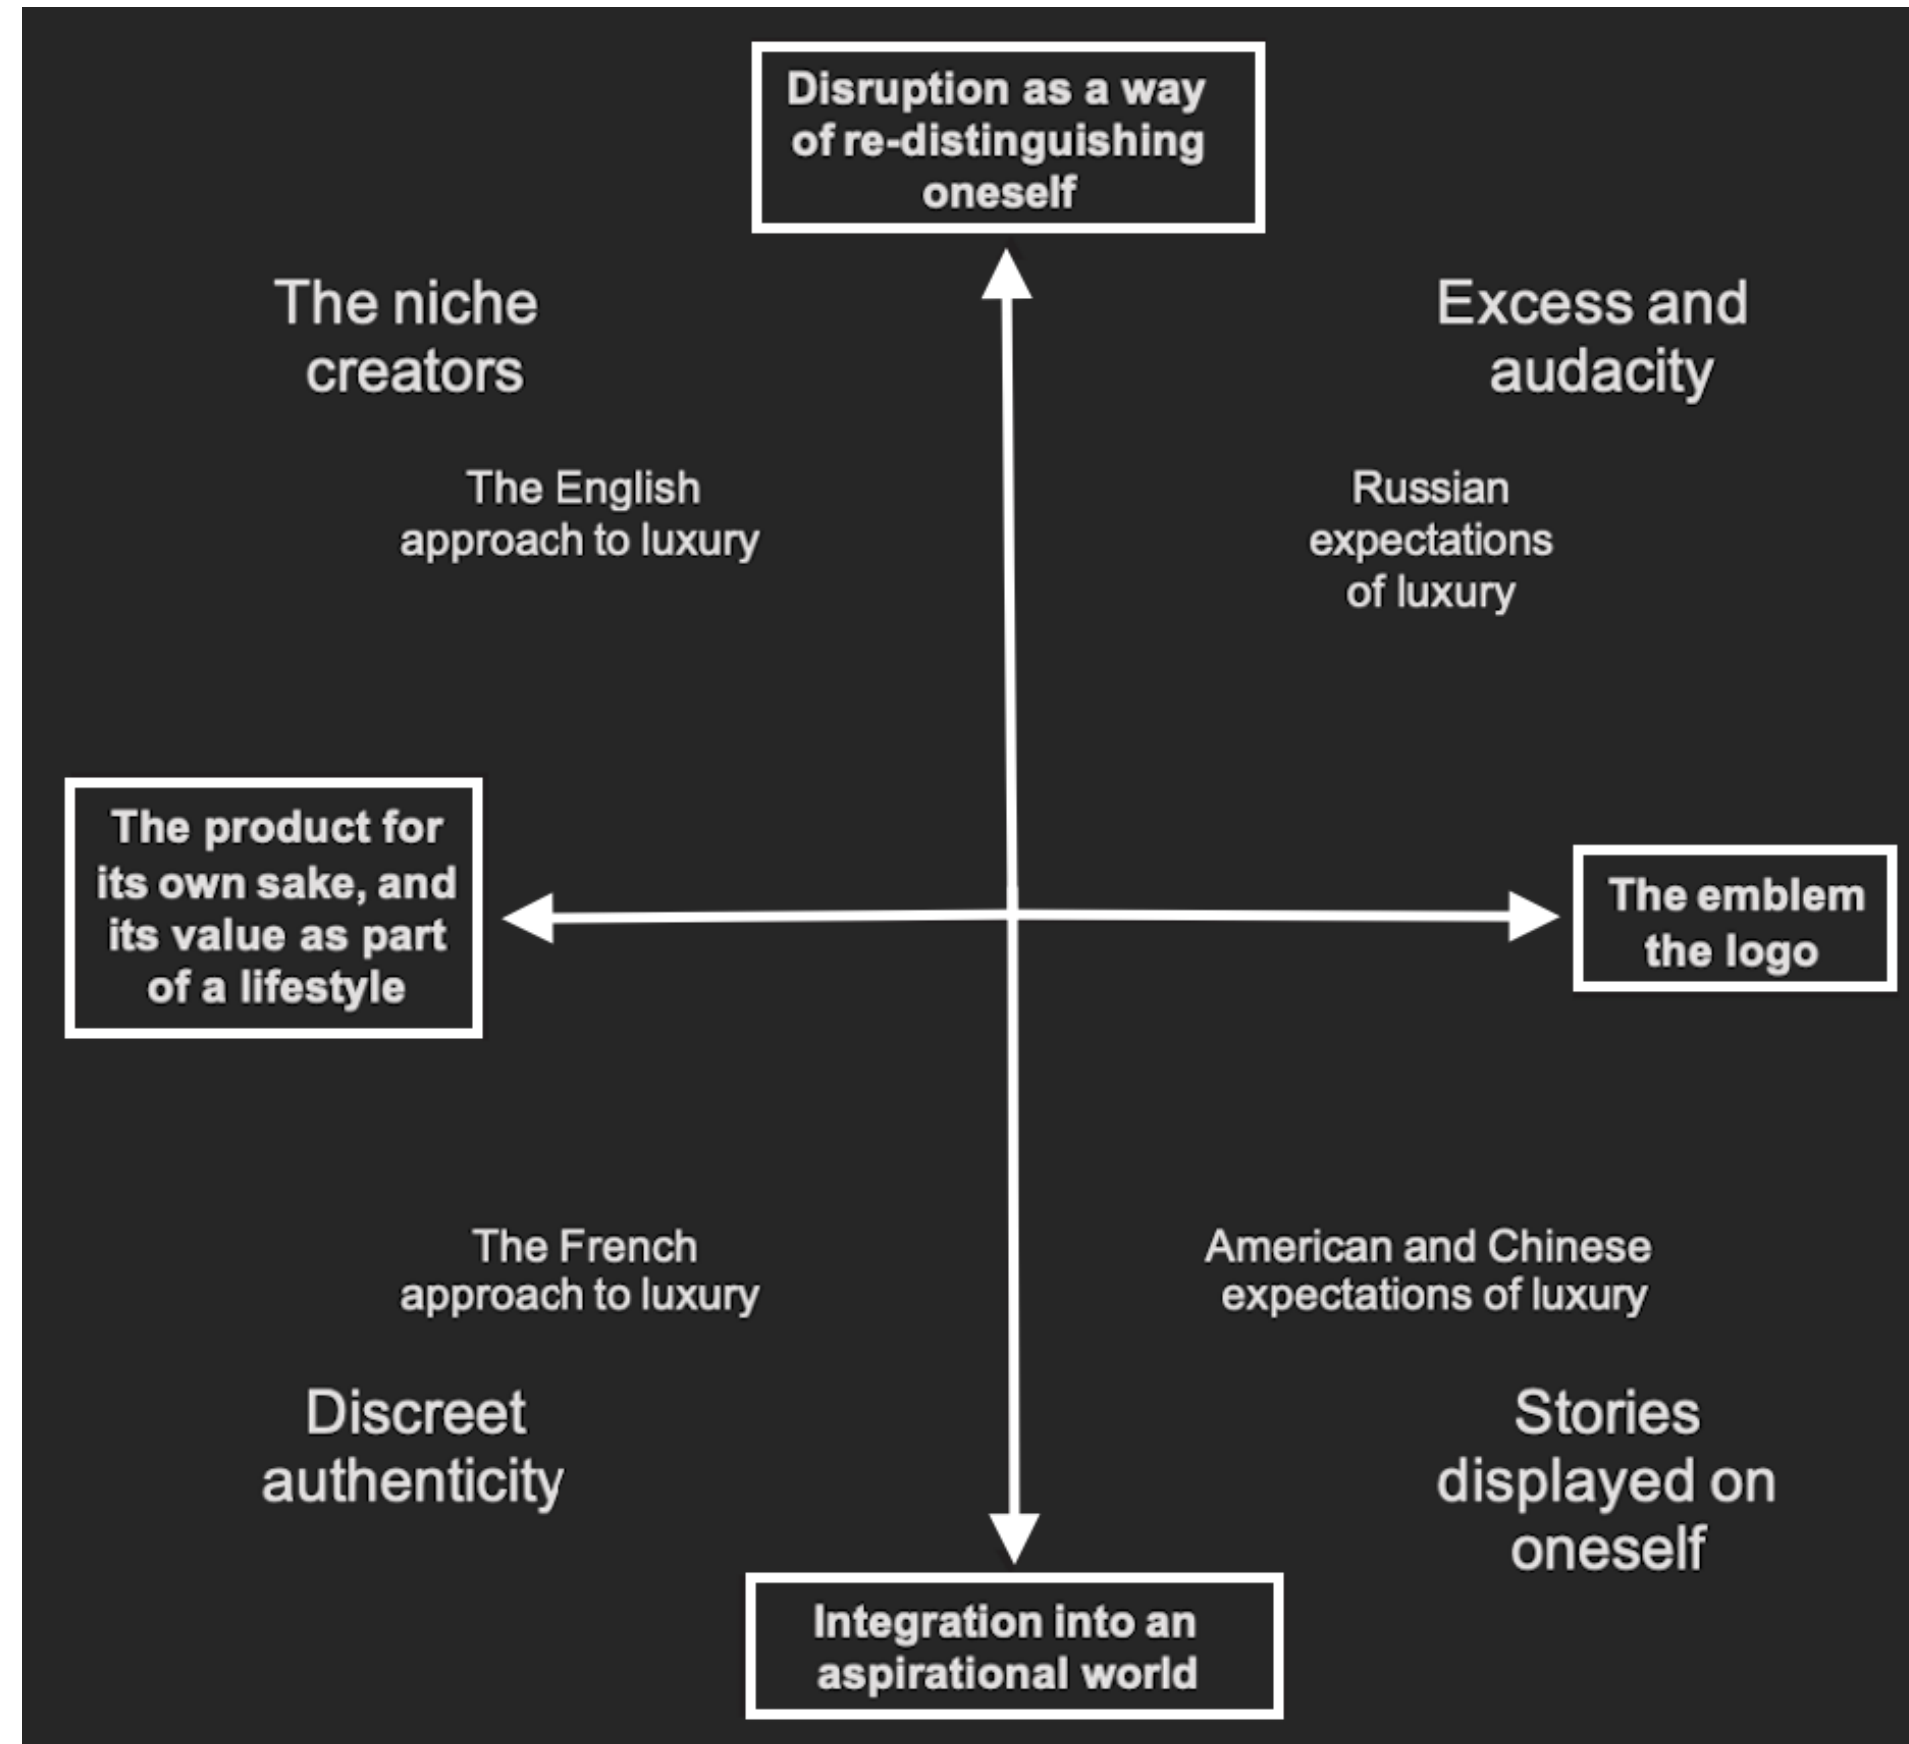 Disruption as a way
of re-distinguishing
oneself
The niche
creators
Excess and
audacity
The English
approach to luxury
Russian
expectations
of luxury
The product for
its own sake, and
its value as part
of a lifestyle
The emblem
the logo
The French
approach to luxury
American and Chinese
expectations of luxury
Discreet
authenticity
Stories
displayed on
oneself
Integration into an
aspirational world